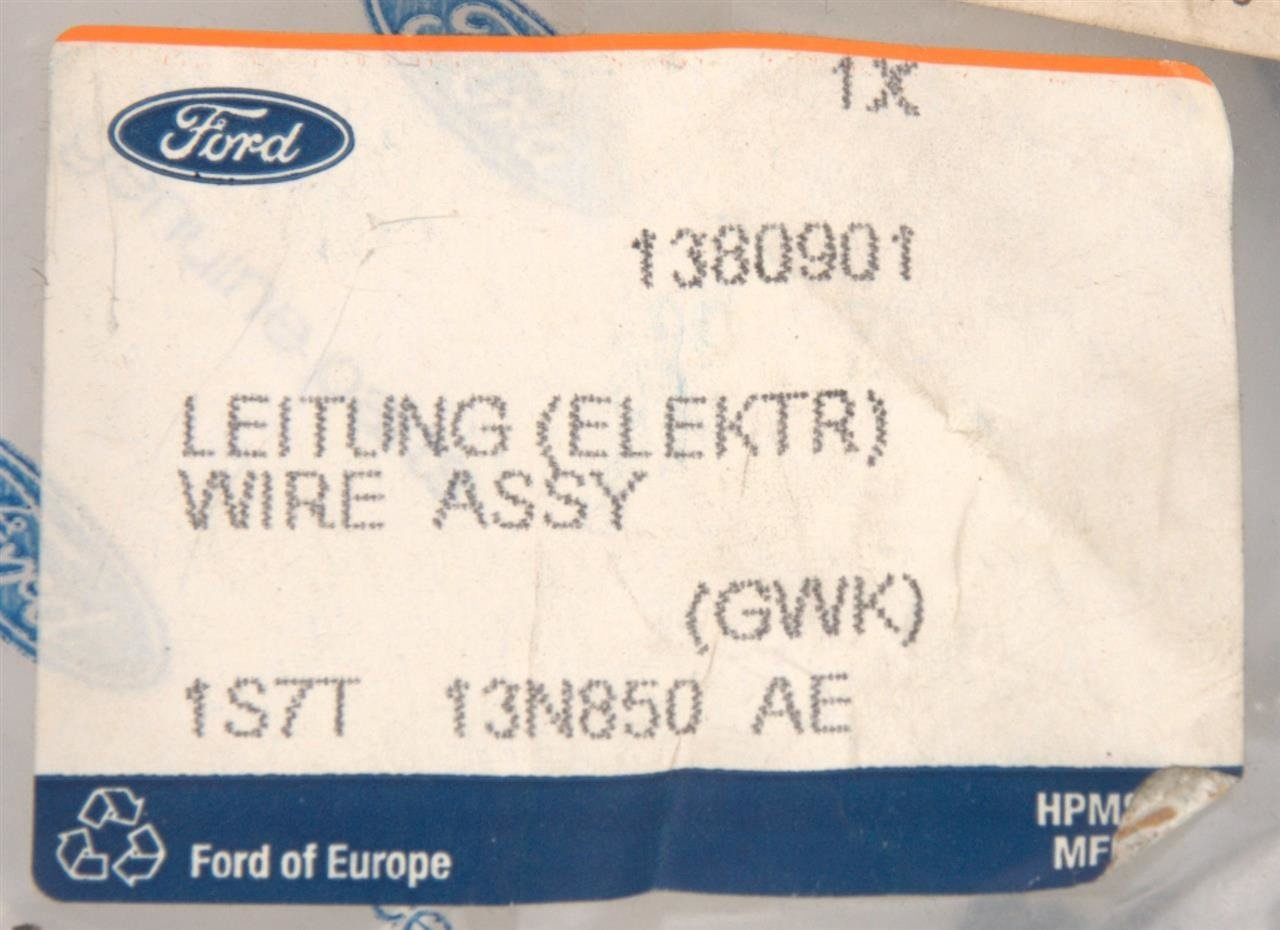 Ford
1X
1380901
LEITUNG (ELEKTR)
WIRE ASSY
(GWK)
1S7T 13N850 AE
Ford of Europe